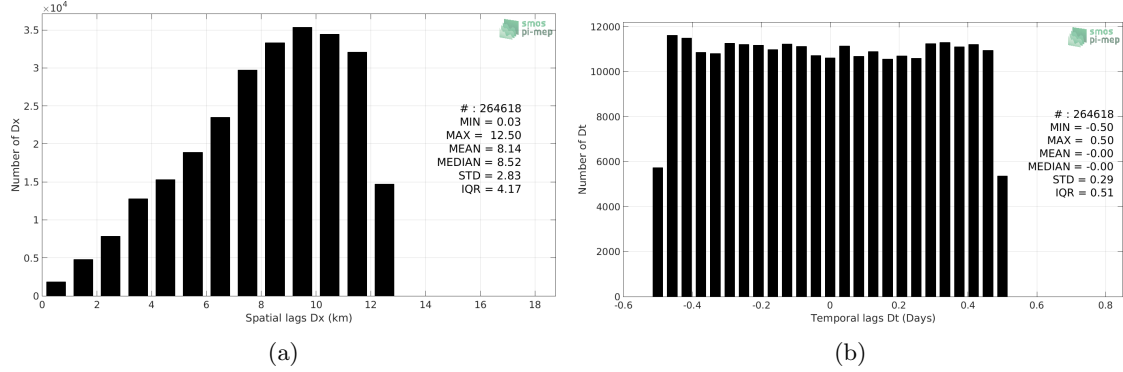 ×10⁴
smos
pi-mep
Number of Dx
3.5
3
2.5
2
1.5
1
0.5
0
# : 264618
MIN = 0.03
MAX = 12.50
MEAN = 8.14
MEDIAN = 8.52
STD = 2.83
IQR = 4.17
0 2 4 6 8 10 12 14 16 18
Spatial lags Dx (km)
(a)
smos
pi-mep
Number of Dt
12000
10000
8000
6000
4000
2000
0
# : 264618
MIN = -0.50
MAX = 0.50
MEAN = -0.00
MEDIAN = -0.00
STD = 0.29
IQR = 0.51
-0.6 -0.4 -0.2 0 0.2 0.4 0.6 0.8
Temporal lags Dt (Days)
(b)